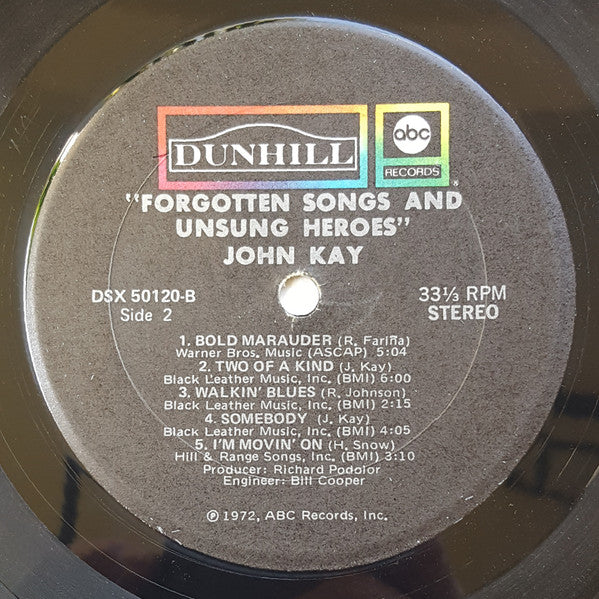 DUNHILL
abc
RECORDS
®
"FORGOTTEN SONGS AND
UNSUNG HEROES"
JOHN KAY
DSX 50120-B
Side 2
33⅓ RPM
STEREO
1. BOLD MARAUDER (R. Fariña)
Warner Bros. Music (ASCAP) 5:04
2. TWO OF A KIND (J. Kay)
Black Leather Music, Inc. (BMI) 6:00
3. WALKIN' BLUES (R. Johnson)
Black Leather Music, Inc. (BMI) 2:15
4. SOMEBODY (J. Kay)
Black Leather Music, Inc. (BMI) 4:05
5. I'M MOVIN' ON (H. Snow)
Hill & Range Songs, Inc. (BMI) 3:10
Producer: Richard Podolor
Engineer: Bill Cooper
℗ 1972, ABC Records, Inc.